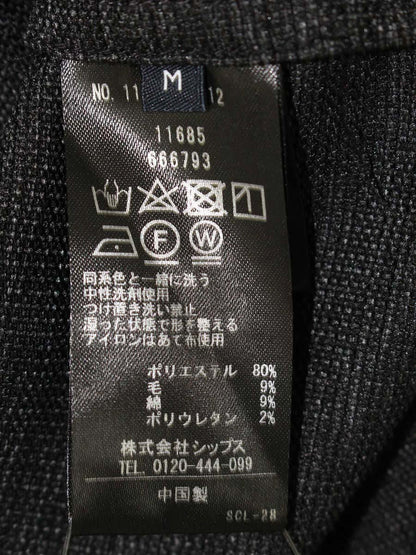 M
NO. 11 12
11685
666793
F W
同系色と一緒に洗う
中性洗剤使用
つけ置き洗い禁止
湿った状態で形を整える
アイロンはあて布使用
ポリエステル 80%
毛 9%
綿 9%
ポリウレタン 2%
株式会社シップス
TEL. 0120-444-099
中国製
SCL-28